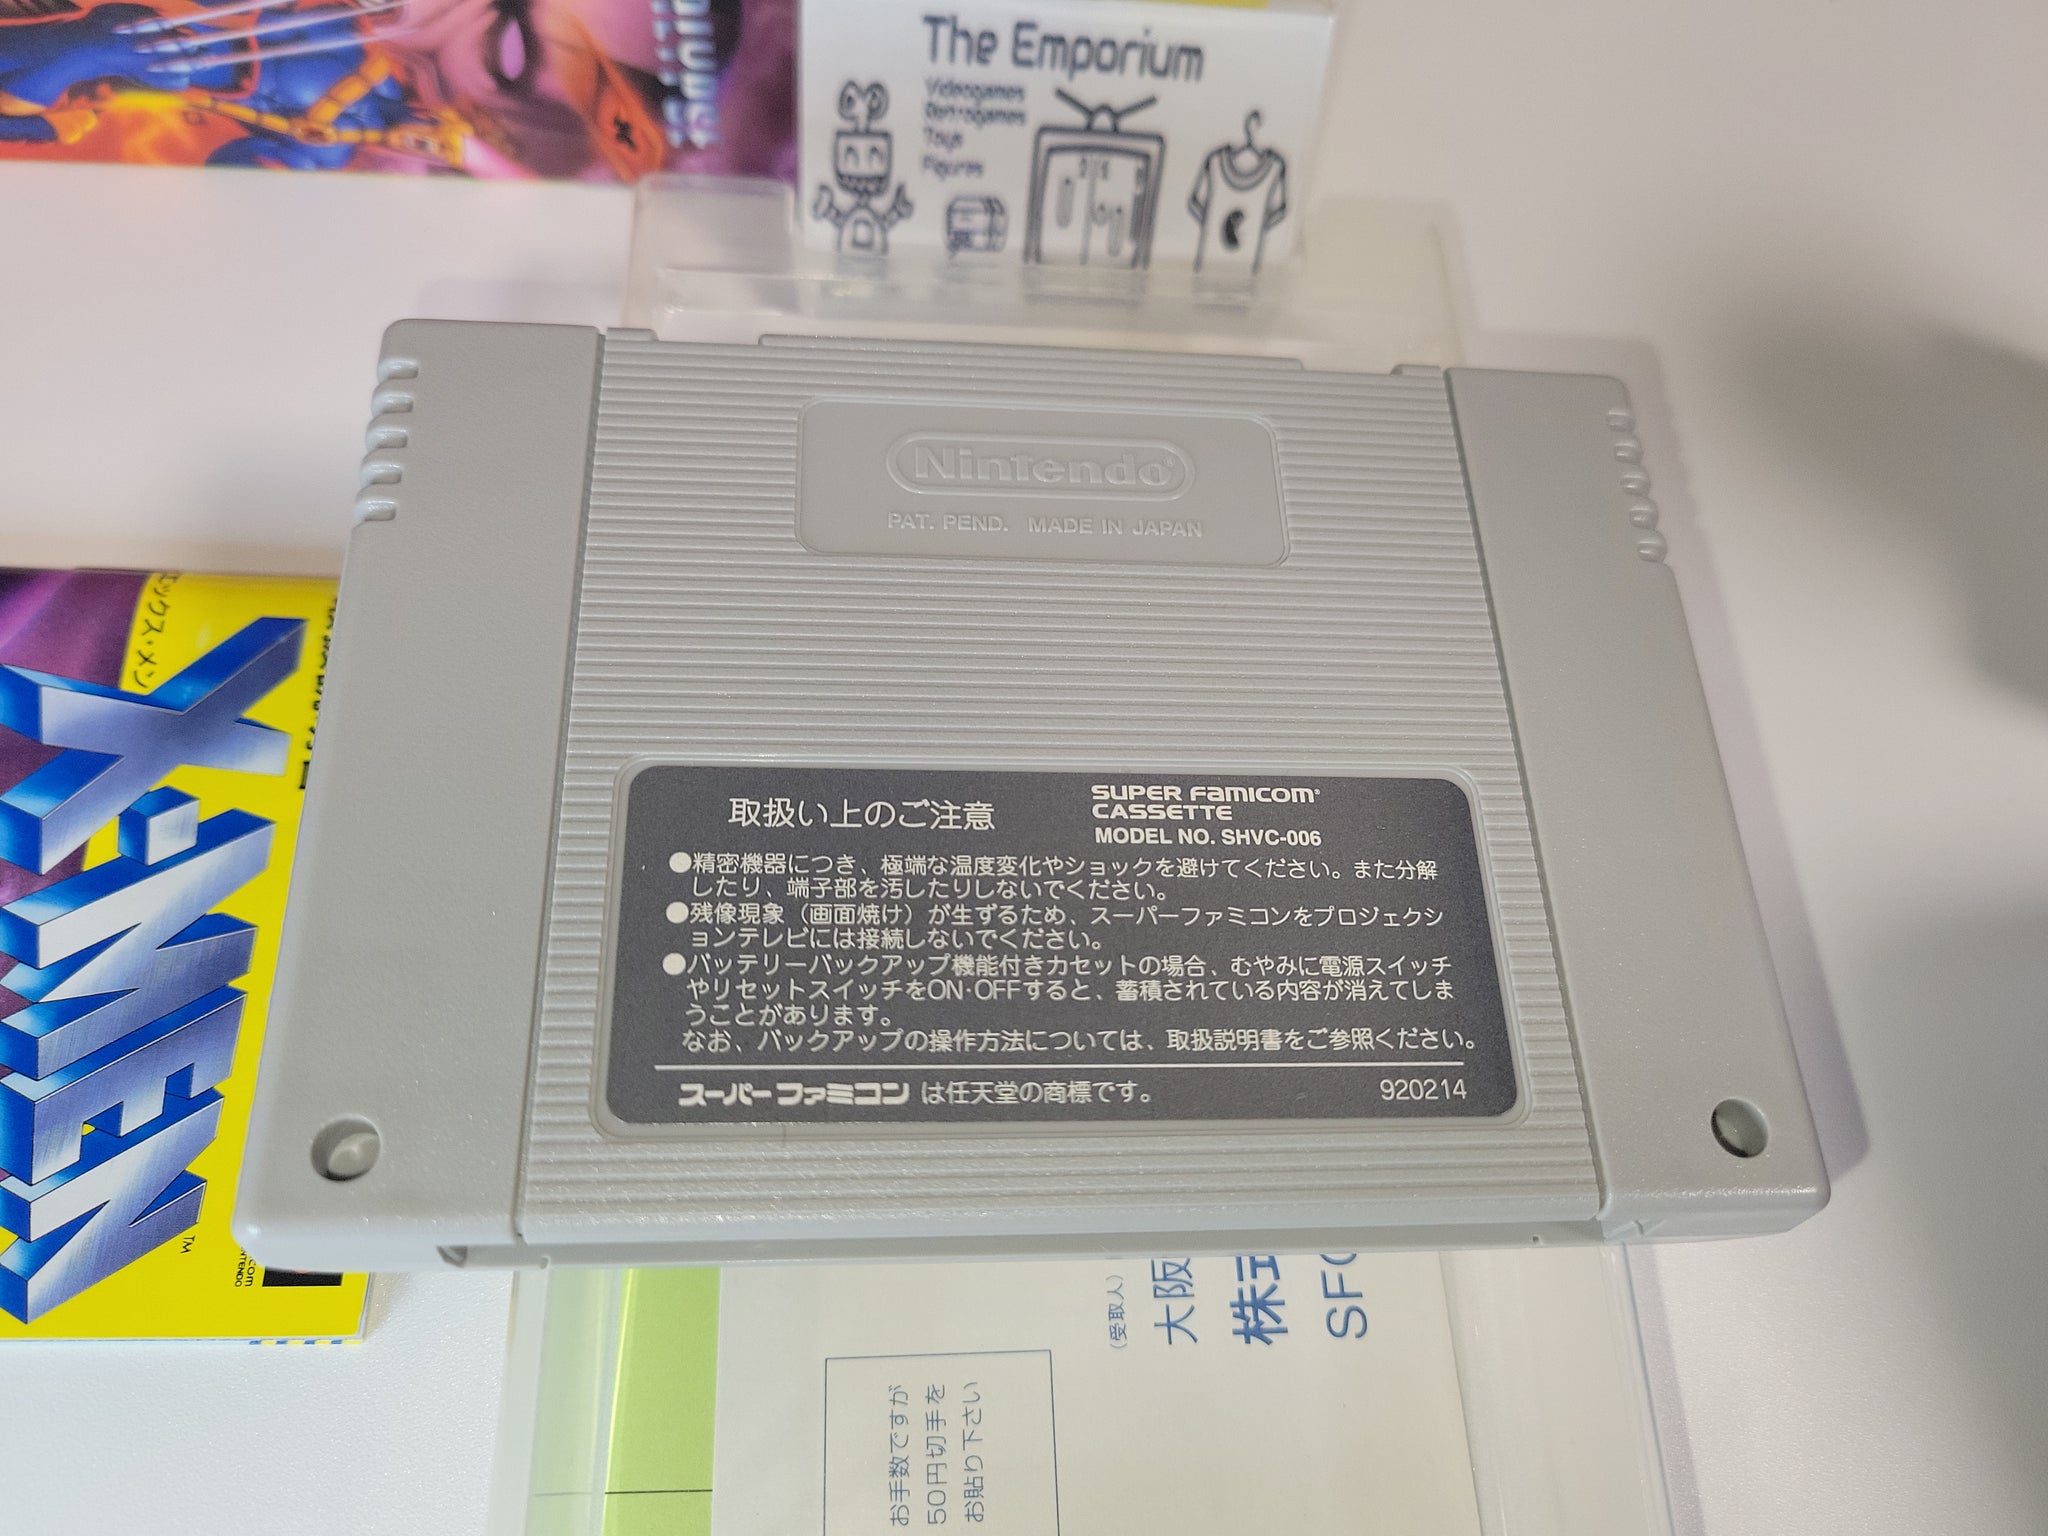 The Emporium
Videogames
Retrogames
Toys
Figures
Nintendo®
PAT. PEND. MADE IN JAPAN
取扱い上のご注意
SUPER FAMICOM®
CASSETTE
MODEL NO. SHVC-006
●精密機器につき、極端な温度変化やショックを避けてください。また分解
したり、端子部を汚したりしないでください。
●残像現象（画面焼け）が生ずるため、スーパーファミコンをプロジェクシ
ョンテレビには接続しないでください。
●バッテリーバックアップ機能付きカセットの場合、むやみに電源スイッチ
やリセットスイッチをON·OFFすると、蓄積されている内容が消えてしま
うことがあります。
なお、バックアップの操作方法については、取扱説明書をご参照ください。
スーパーファミコン は任天堂の商標です。
920214
エックス・メン
X-MEN
TM
（受取人）
大阪
株式
SFC
お手数ですが
50円切手を
お貼り下さい